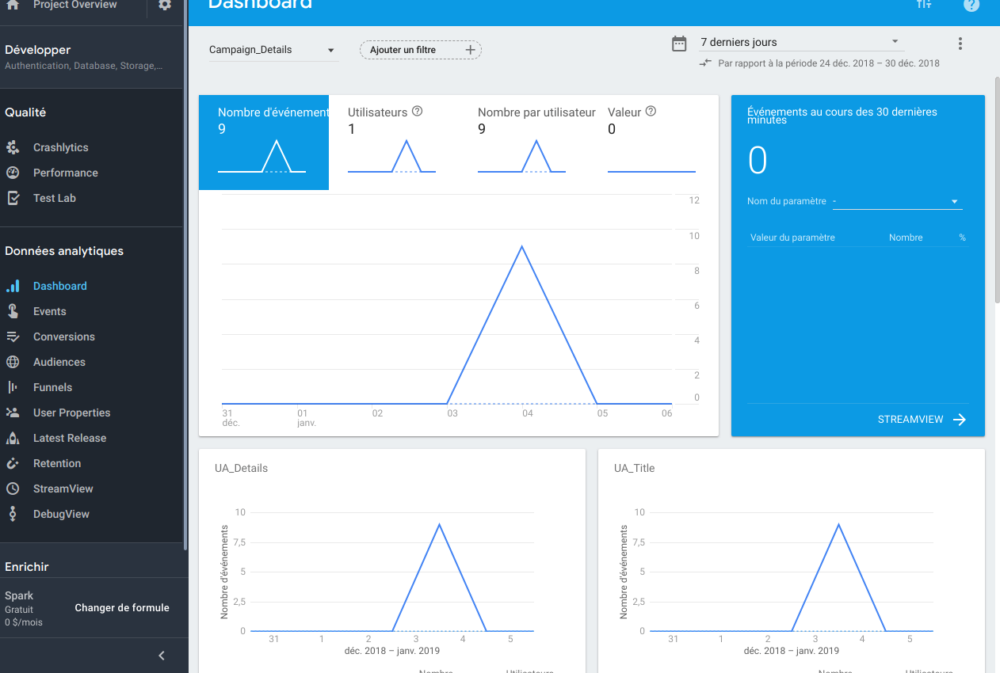 Project Overview
Développer
Authentication, Database, Storage,...
Qualité
Crashlytics
Performance
Test Lab
Données analytiques
Dashboard
Events
Conversions
Audiences
Funnels
User Properties
Latest Release
Retention
StreamView
DebugView
Enrichir
Spark
Gratuit
0 $/mois
Changer de formule
Dashboard
Campaign_Details
Ajouter un filtre
7 derniers jours
Par rapport à la période 24 déc. 2018 – 30 déc. 2018
Nombre d'événement
9
Utilisateurs
1
Nombre par utilisateur
9
Valeur
0
12
10
8
6
4
2
0
31 01 02 03 04 05 06
déc. janv.
Événements au cours des 30 dernières
minutes
0
Nom du paramètre -
Valeur du paramètre Nombre %
STREAMVIEW
UA_Details
Nombre d'événements
10
7,5
5
2,5
0
31 1 2 3 4 5
déc. 2018 – janv. 2019
Nombre Utilisateurs
UA_Title
Nombre d'événements
10
7,5
5
2,5
0
31 1 2 3 4 5
déc. 2018 – janv. 2019
Nombre Utilisateurs